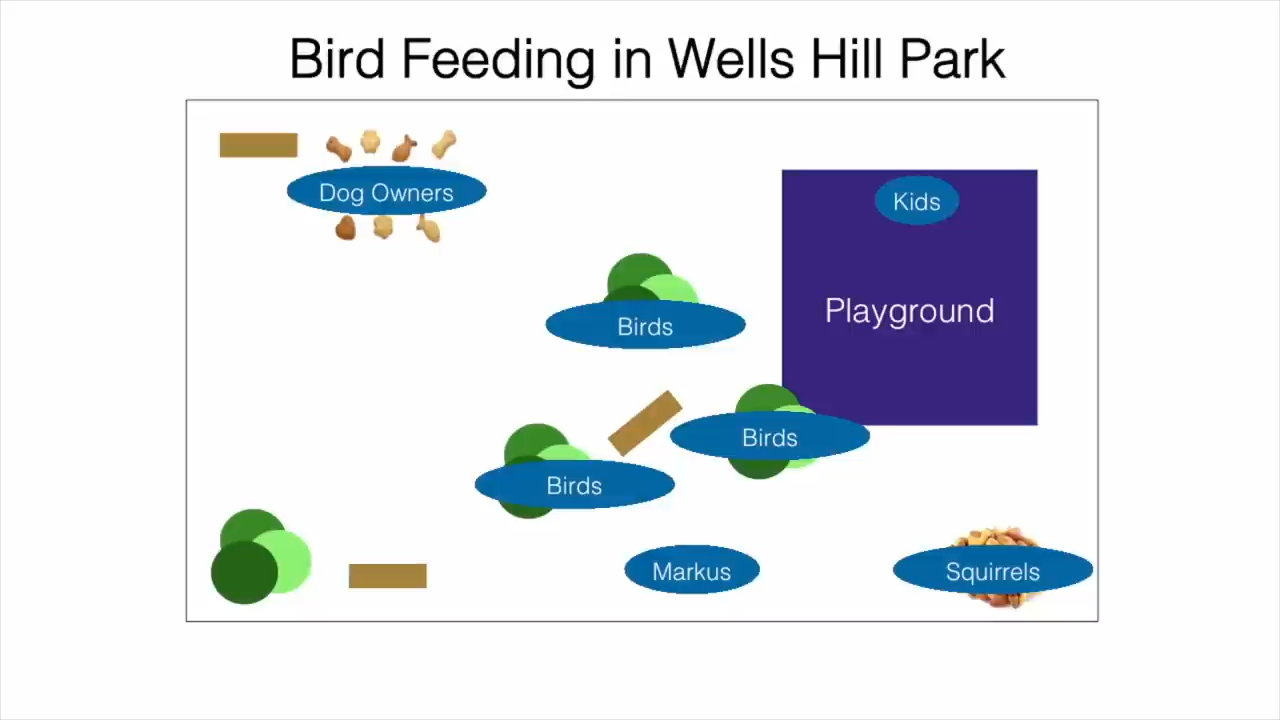 Bird Feeding in Wells Hill Park
Dog Owners
Kids
Playground
Birds
Birds
Birds
Markus
Squirrels